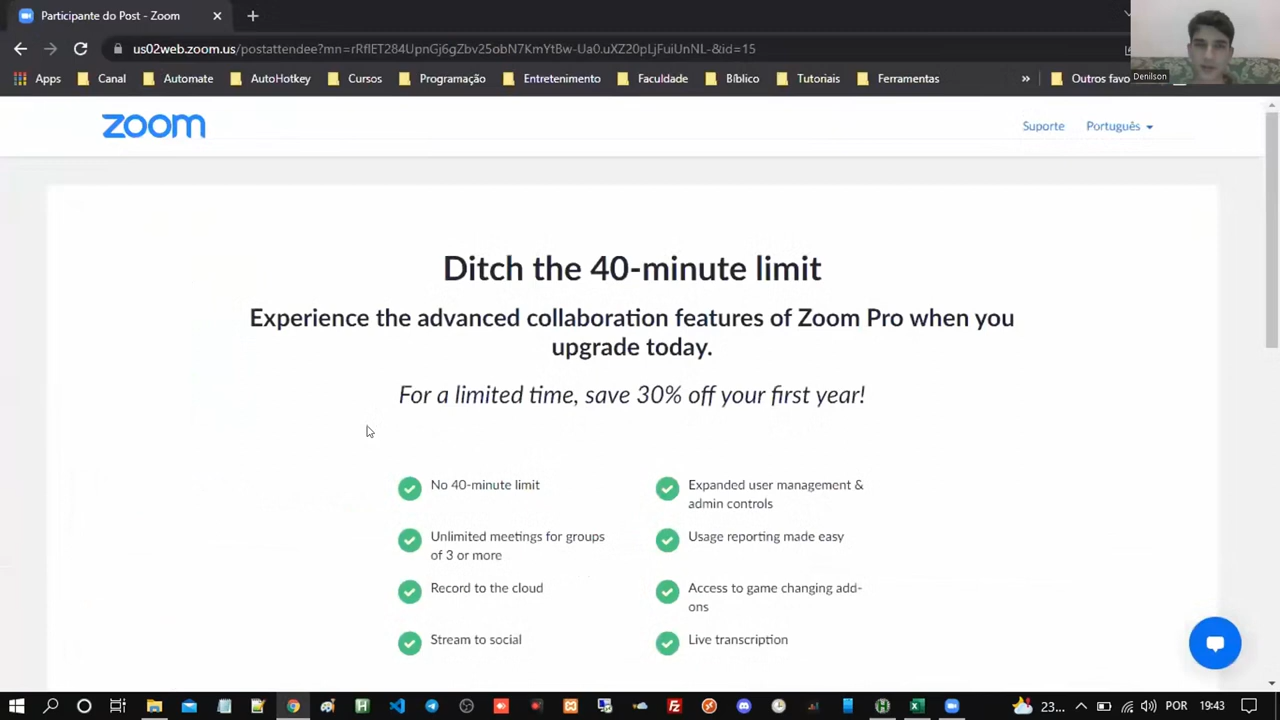 Participante do Post - Zoom
us02web.zoom.us/postattendee?mn=rRflET284UpnGj6gZbv25obN7KmYtBw-Ua0.uXZ20pLjFuiUnNL-&id=15
Apps Canal Automate AutoHotkey Cursos Programação Entretenimento Faculdade Bíblico Tutoriais Ferramentas » Outros favo
Denilson
zoom
Suporte Português
Ditch the 40-minute limit
Experience the advanced collaboration features of Zoom Pro when you
upgrade today.
For a limited time, save 30% off your first year!
No 40-minute limit
Unlimited meetings for groups
of 3 or more
Record to the cloud
Stream to social
Expanded user management &
admin controls
Usage reporting made easy
Access to game changing add-
ons
Live transcription
23... POR 19:43